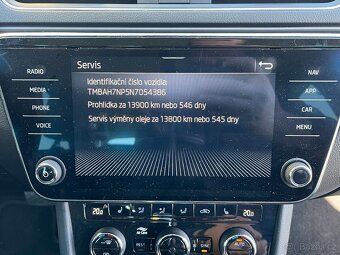 Servis
RADIO
MEDIA
PHONE
VOICE
Identifikační číslo vozidla:
TMBAH7NP5N7054386
Prohlídka za 13900 km nebo 546 dny
Servis výměny oleje za 13800 km nebo 545 dny
NAV
APP
CAR
MENU
20.0
20.0
SYNC